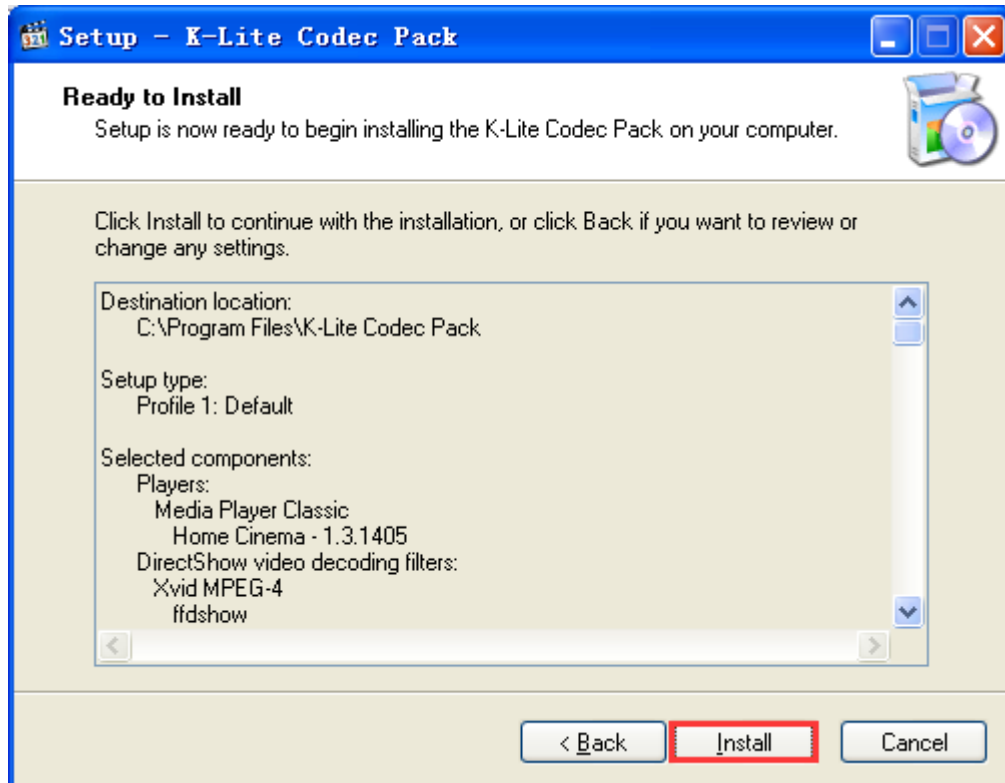 Setup - K-Lite Codec Pack
Ready to Install
Setup is now ready to begin installing the K-Lite Codec Pack on your computer.
Click Install to continue with the installation, or click Back if you want to review or
change any settings.
Destination location:
C:\Program Files\K-Lite Codec Pack
Setup type:
Profile 1: Default
Selected components:
Players:
Media Player Classic
Home Cinema - 1.3.1405
DirectShow video decoding filters:
Xvid MPEG-4
ffdshow
< Back
Install
Cancel